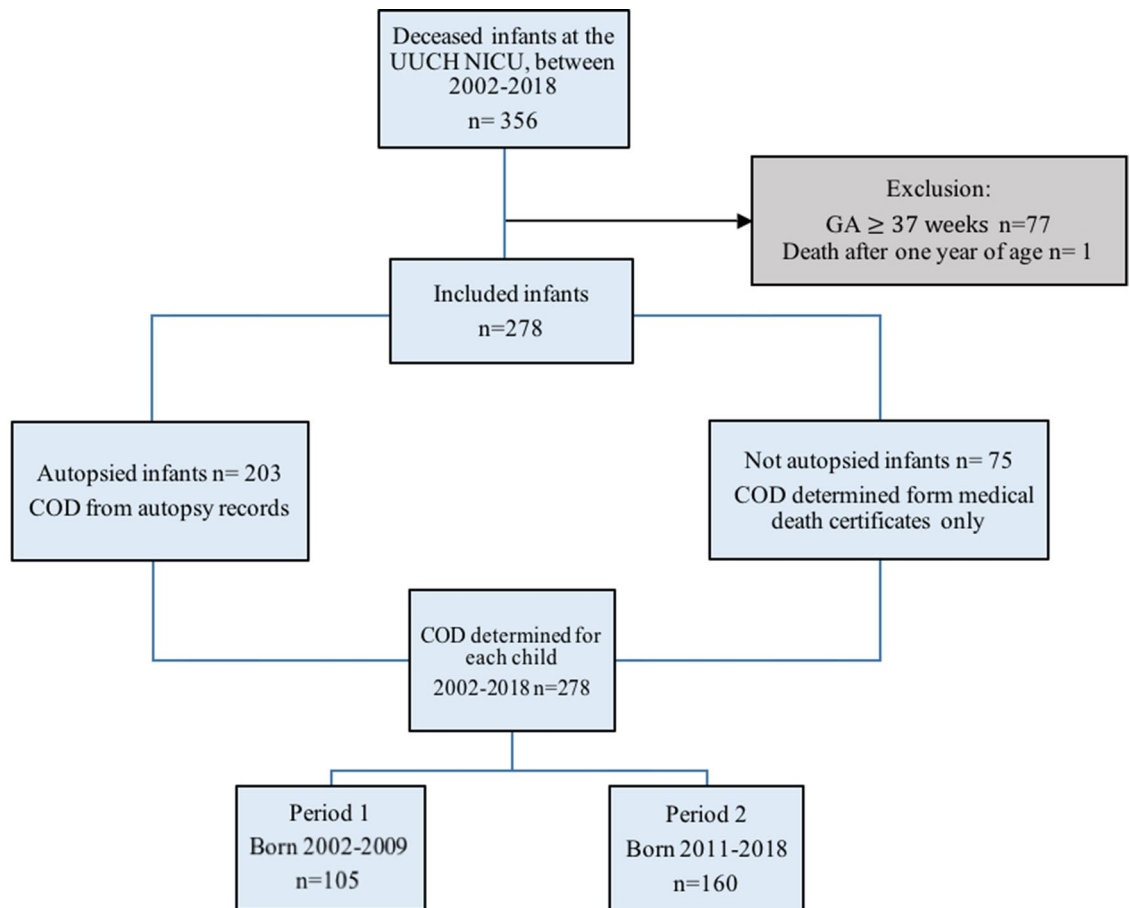 Deceased infants at the
UUCH NICU, between
2002-2018
n= 356
Exclusion:
GA ≥ 37 weeks n=77
Death after one year of age n= 1
Included infants
n=278
Autopsied infants n= 203
COD from autopsy records
Not autopsied infants n= 75
COD determined form medical
death certificates only
COD determined for
each child
2002-2018 n=278
Period 1
Born 2002-2009
n=105
Period 2
Born 2011-2018
n=160